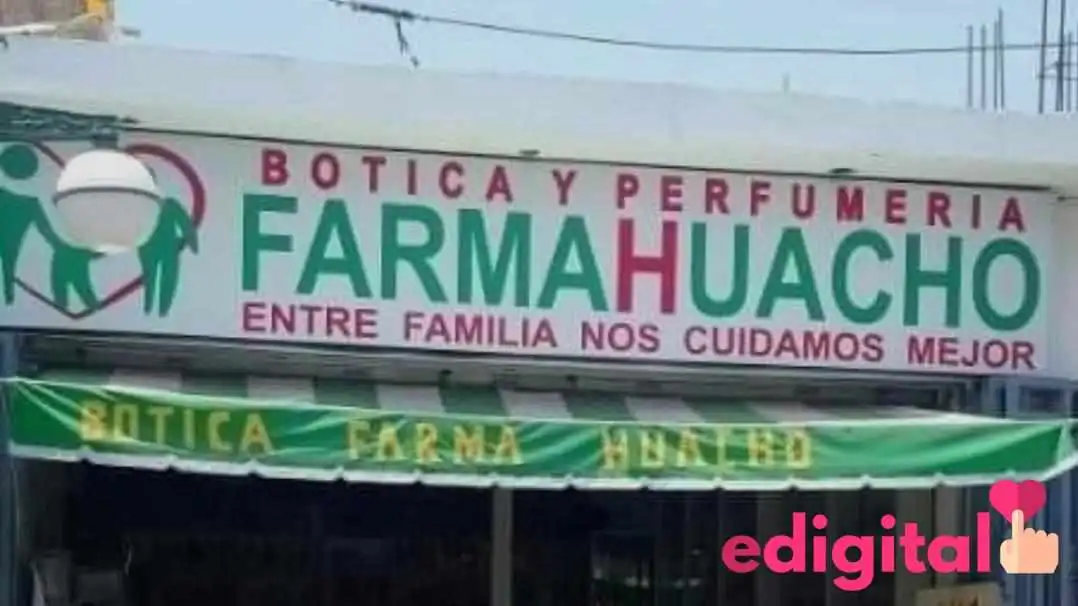 BOTICA Y PERFUMERIA
FARMAHUACHO
ENTRE FAMILIA NOS CUIDAMOS MEJOR
BOTICA FARMA HUACHO
edigital